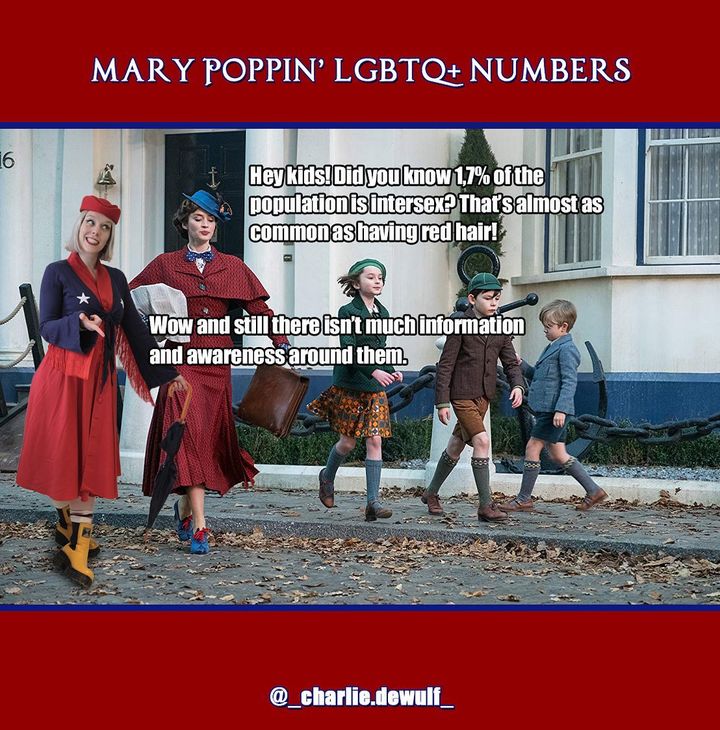 MARY POPPIN' LGBTQ+ NUMBERS
16
Hey kids! Did you know 1,7% of the
population is intersex? That's almost as
common as having red hair!
Wow and still there isn't much information
and awareness around them.
@_charlie.dewulf_